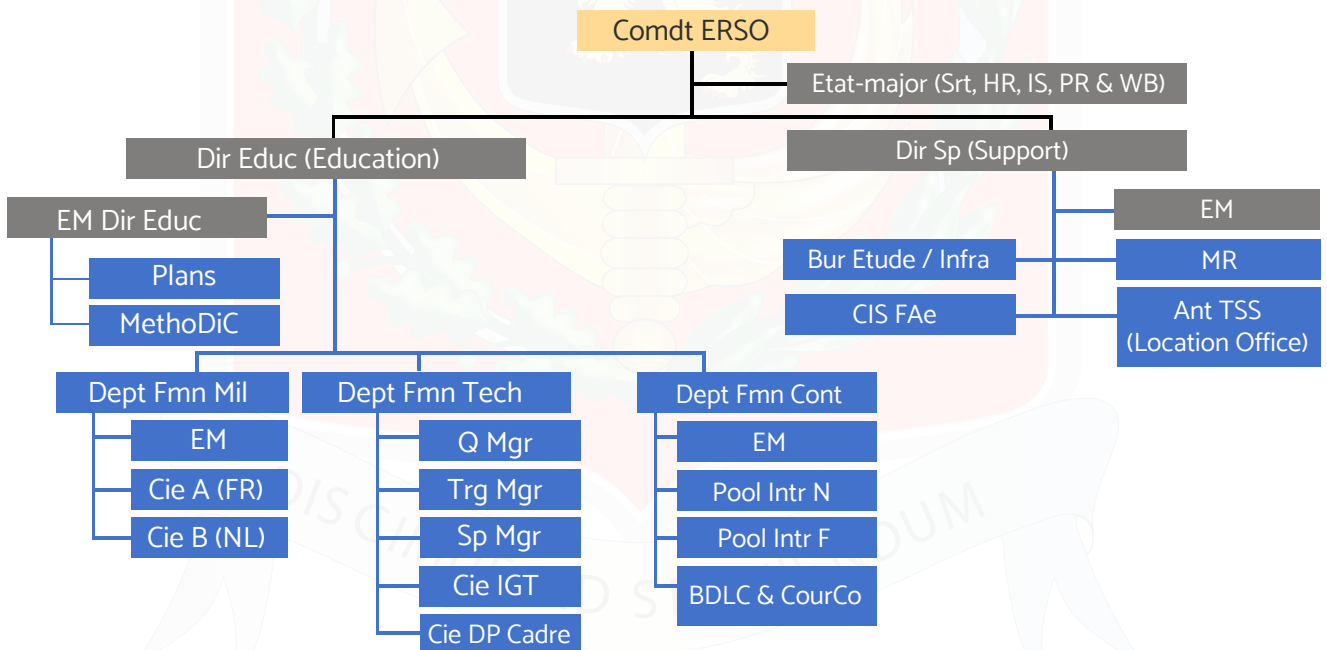 Comdt ERSO
Etat-major (Srt, HR, IS, PR & WB)
Dir Educ (Education)
Dir Sp (Support)
EM Dir Educ
Plans
MethoDiC
EM
Bur Etude / Infra
MR
CIS FAe
Ant TSS
(Location Office)
Dept Fmn Mil
EM
Cie A (FR)
Cie B (NL)
Dept Fmn Tech
Q Mgr
Trg Mgr
Sp Mgr
Cie IGT
Cie DP Cadre
Dept Fmn Cont
EM
Pool Intr N
Pool Intr F
BDLC & CourCo